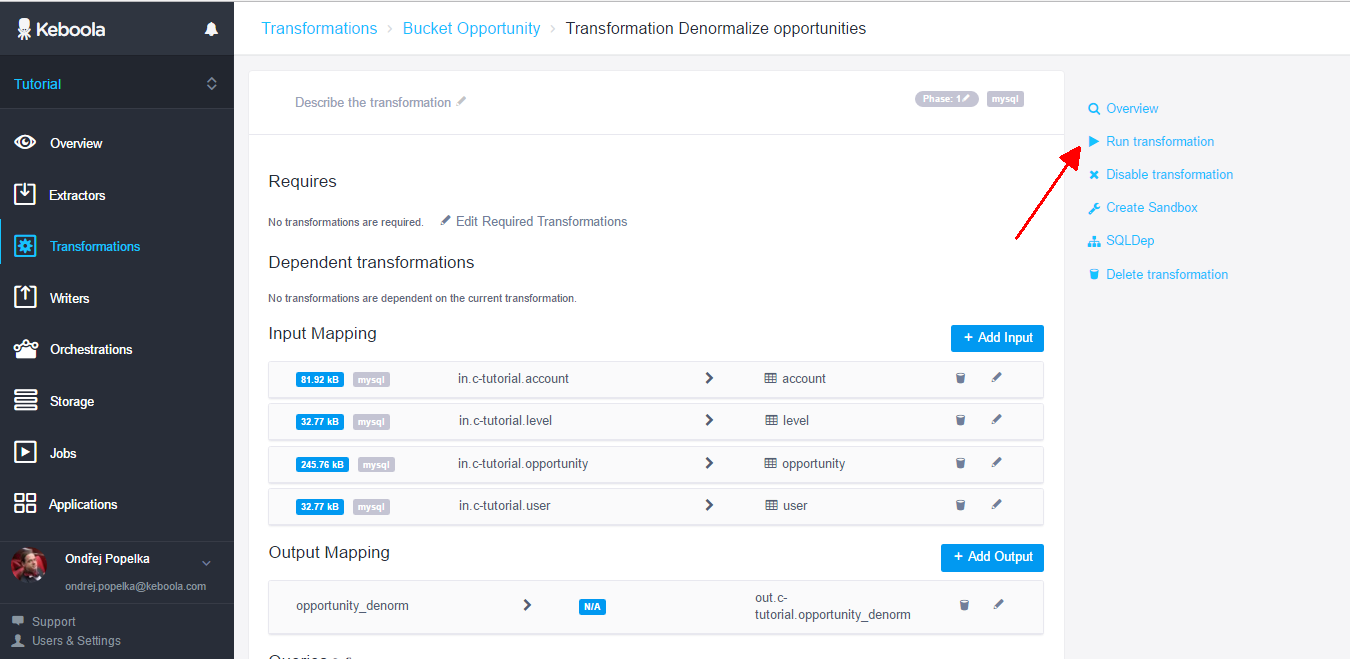 Keboola
Tutorial
Overview
Extractors
Transformations
Writers
Orchestrations
Storage
Jobs
Applications
Ondřej Popelka
ondrej.popelka@keboola.com
Support
Users & Settings
Transformations › Bucket Opportunity › Transformation Denormalize opportunities
Describe the transformation
Phase: 1 mysql
Requires
No transformations are required. Edit Required Transformations
Dependent transformations
No transformations are dependent on the current transformation.
Input Mapping
+ Add Input
81.92 kB mysql in.c-tutorial.account account
32.77 kB mysql in.c-tutorial.level level
245.76 kB mysql in.c-tutorial.opportunity opportunity
32.77 kB mysql in.c-tutorial.user user
Output Mapping
+ Add Output
opportunity_denorm N/A out.c-
tutorial.opportunity_denorm
Overview
Run transformation
Disable transformation
Create Sandbox
SQLDep
Delete transformation